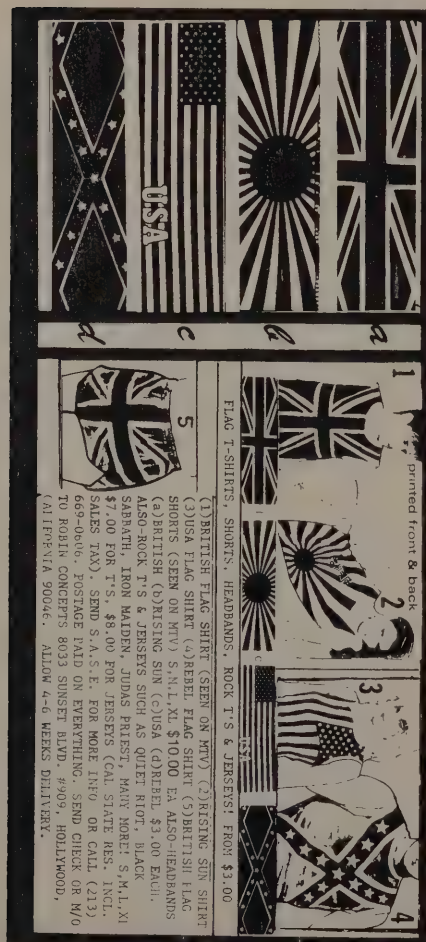 U.S.A
a
b
c
d
printed front & back
1
2
3
4
USA
FLAG T-SHIRTS, SHORTS, HEADBANDS, ROCK T'S & JERSEYS! FROM $3.00
5
(1)BRITISH FLAG SHIRT (SEEN ON MTV) (2)RISING SUN SHIRT
(3)USA FLAG SHIRT (4)REBEL FLAG SHIRT (5)BRITISH FLAG
SHORTS (SEEN ON MTV) S,M,L,XL $10.00 EA ALSO-HEADBANDS
(a)BRITISH (b)RISING SUN (c)USA (d)REBEL $3.00 EACH.
ALSO-ROCK T'S & JERSEYS SUCH AS QUIET RIOT, BLACK
SABBATH, IRON MAIDEN, JUDAS PRIEST, MANY MORE! S,M,L,XL
$7.00 FOR T'S, $8.00 FOR JERSEYS (CAL STATE RES. INCL.
SALES TAX). SEND S.A.S.E. FOR MORE INFO OR CALL (213)
669-0606. POSTAGE PAID ON EVERYTHING. SEND CHECK OR M/O
TO ROBIN CONCEPTS 8033 SUNSET BLVD. #909, HOLLYWOOD,
CALIFORNIA 90046. ALLOW 4-6 WEEKS DELIVERY.